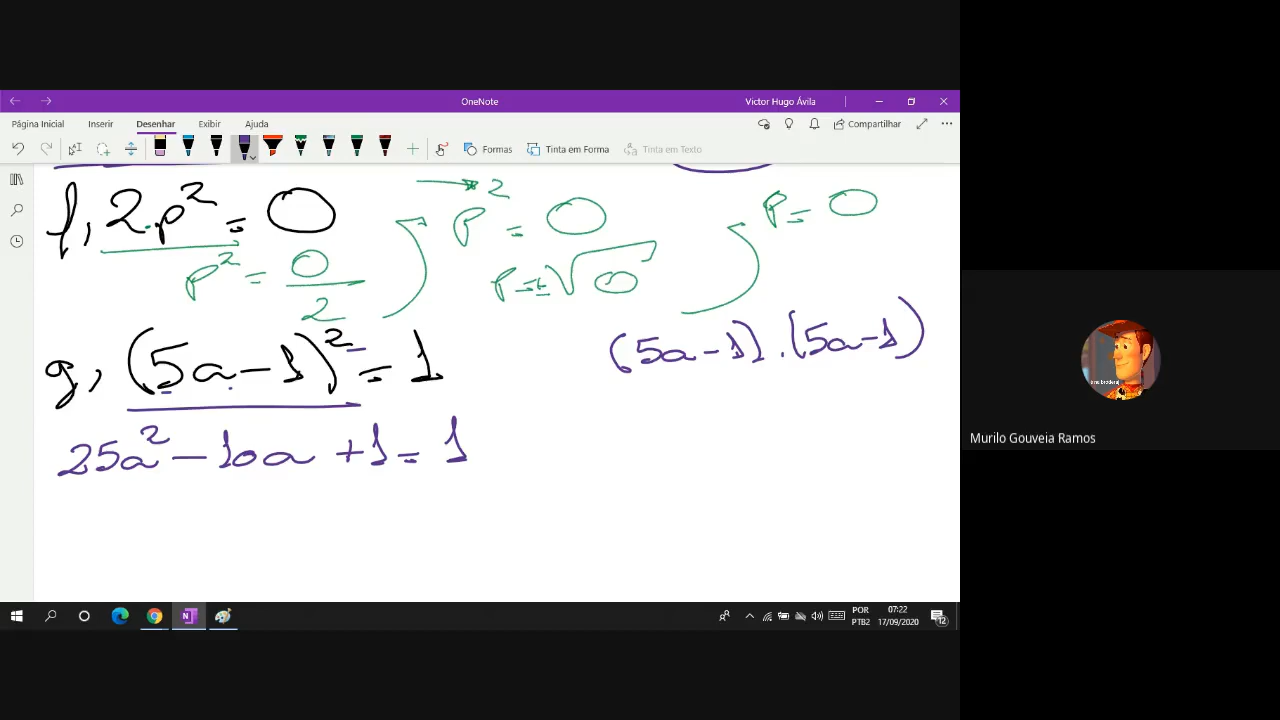 OneNote
Victor Hugo Ávila
Página Inicial Inserir Desenhar Exibir Ajuda
Compartilhar
Formas Tinta em Forma Tinta em Texto
f, 2·p² = 0
p² = 0/2
p² = 0
p = ±√0
p = 0
g, (5a - 1)² = 1
(5a - 1) . (5a - 1)
25a² - 10a + 1 = 1
Murilo Gouveia Ramos
POR
PTB2
07:22
17/09/2020
12